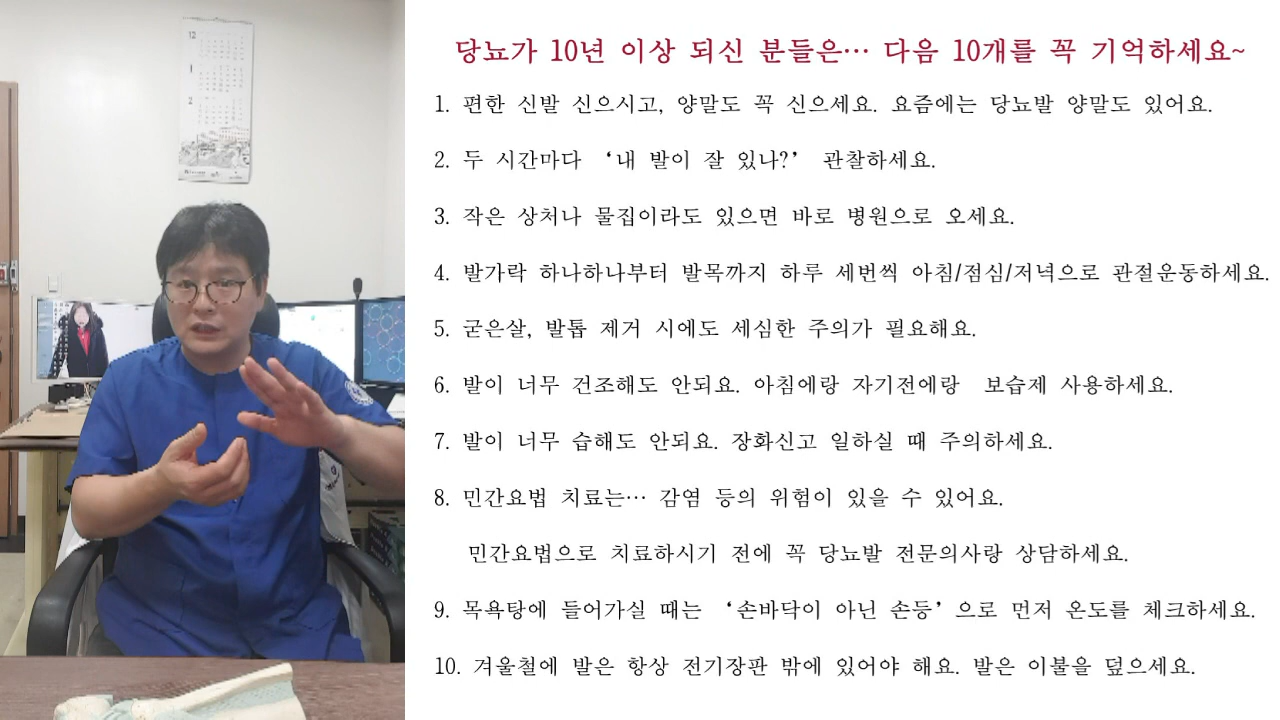 당뇨가 10년 이상 되신 분들은… 다음 10개를 꼭 기억하세요~
1. 편한 신발 신으시고, 양말도 꼭 신으세요. 요즘에는 당뇨발 양말도 있어요.
2. 두 시간마다 ‘내 발이 잘 있나?’ 관찰하세요.
3. 작은 상처나 물집이라도 있으면 바로 병원으로 오세요.
4. 발가락 하나하나부터 발목까지 하루 세번씩 아침/점심/저녁으로 관절운동하세요.
5. 굳은살, 발톱 제거 시에도 세심한 주의가 필요해요.
6. 발이 너무 건조해도 안되요. 아침에랑 자기전에랑 보습제 사용하세요.
7. 발이 너무 습해도 안되요. 장화신고 일하실 때 주의하세요.
8. 민간요법 치료는… 감염 등의 위험이 있을 수 있어요.
민간요법으로 치료하시기 전에 꼭 당뇨발 전문의사랑 상담하세요.
9. 목욕탕에 들어가실 때는 ‘손바닥이 아닌 손등’으로 먼저 온도를 체크하세요.
10. 겨울철에 발은 항상 전기장판 밖에 있어야 해요. 발은 이불을 덮으세요.